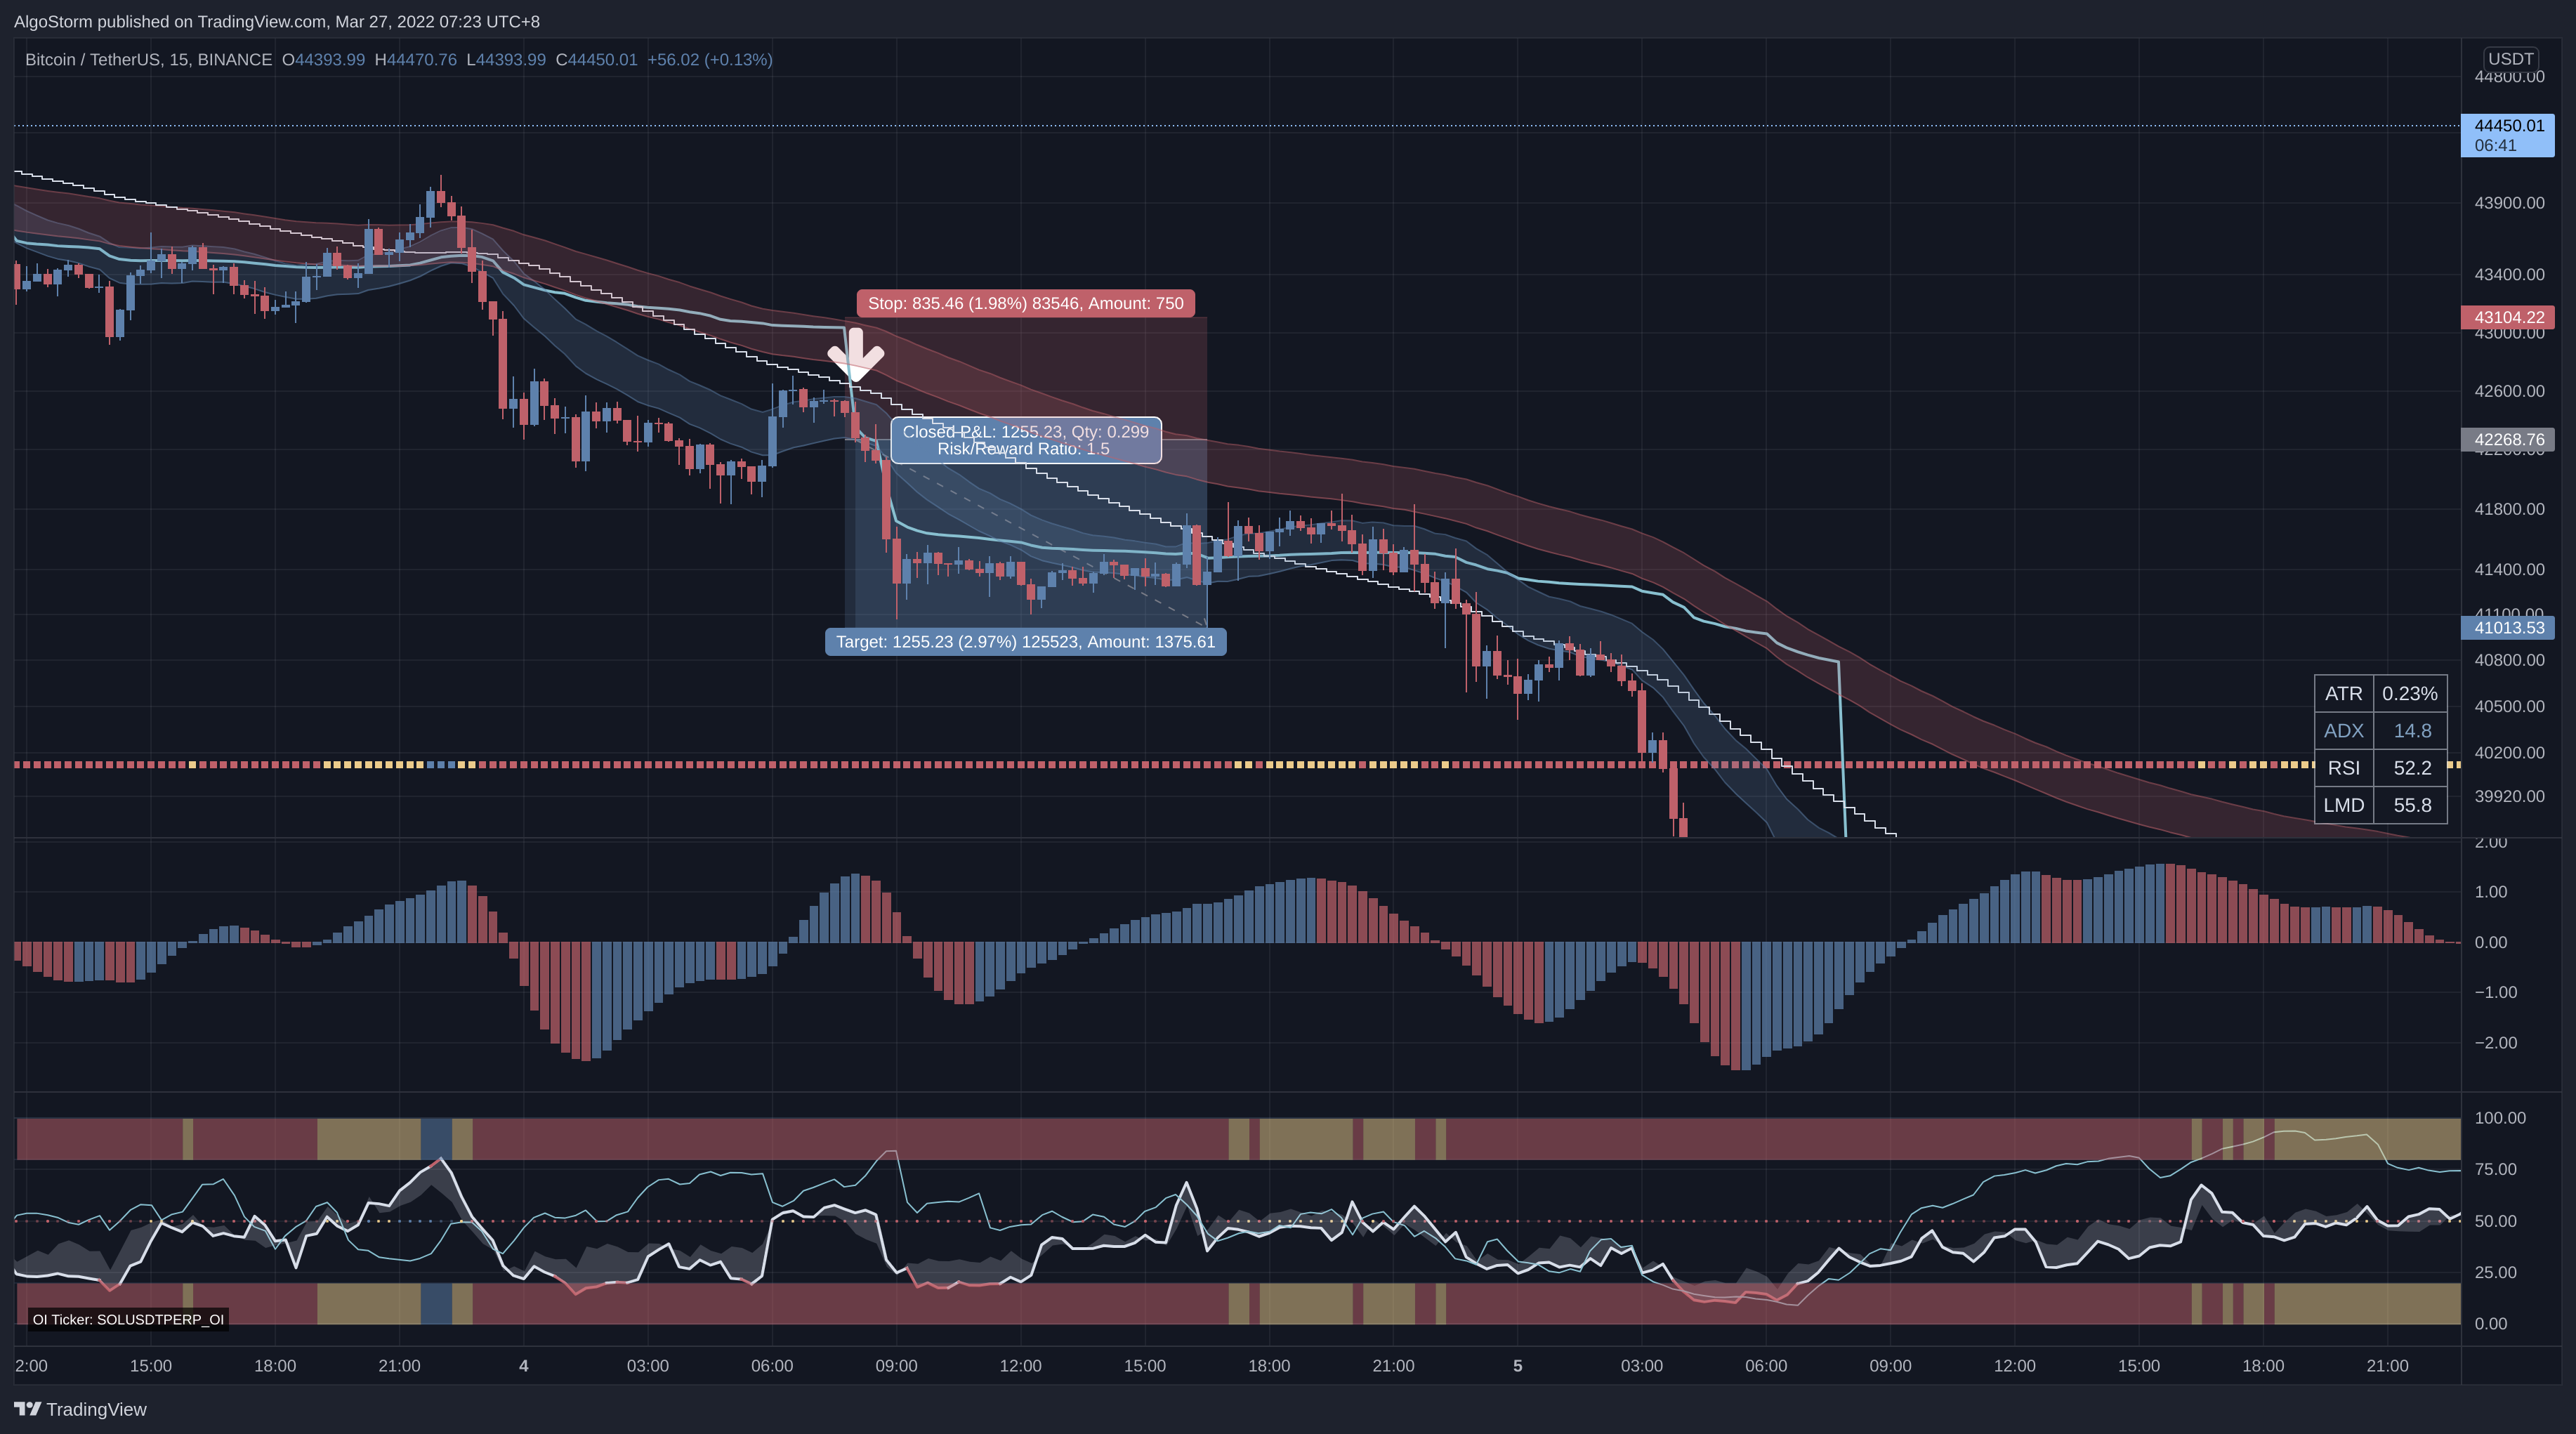 AlgoStorm published on TradingView.com, Mar 27, 2022 07:23 UTC+8
Bitcoin / TetherUS, 15, BINANCE O44393.99 H44470.76 L44393.99 C44450.01 +56.02 (+0.13%)
USDT
44800.00
44450.01
06:41
43900.00
43400.00
Stop: 835.46 (1.98%) 83546, Amount: 750
43104.22
43000.00
42600.00
Closed P&L: 1255.23, Qty: 0.299
Risk/Reward Ratio: 1.5
42268.76
42200.00
41800.00
41400.00
41100.00
41013.53
Target: 1255.23 (2.97%) 125523, Amount: 1375.61
40800.00
40500.00
40200.00
39920.00
ATR 0.23%
ADX 14.8
RSI 52.2
LMD 55.8
2.00
1.00
0.00
−1.00
−2.00
100.00
75.00
50.00
25.00
0.00
OI Ticker: SOLUSDTPERP_OI
2:00 15:00 18:00 21:00 4 03:00 06:00 09:00 12:00 15:00 18:00 21:00 5 03:00 06:00 09:00 12:00 15:00 18:00 21:00
TradingView